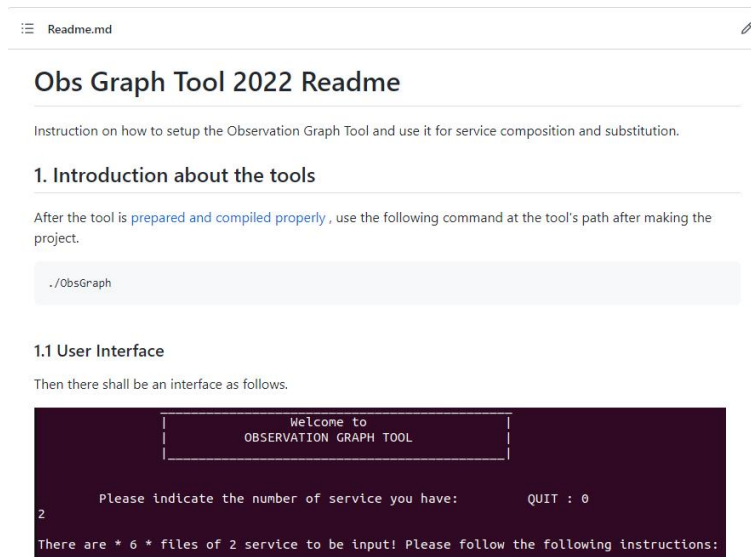 Readme.md
Obs Graph Tool 2022 Readme
Instruction on how to setup the Observation Graph Tool and use it for service composition and substitution.
1. Introduction about the tools
After the tool is prepared and compiled properly , use the following command at the tool's path after making the
project.
./ObsGraph
1.1 User Interface
Then there shall be an interface as follows.
Welcome to
OBSERVATION GRAPH TOOL
Please indicate the number of service you have: QUIT : 0
2
There are * 6 * files of 2 service to be input! Please follow the following instructions: